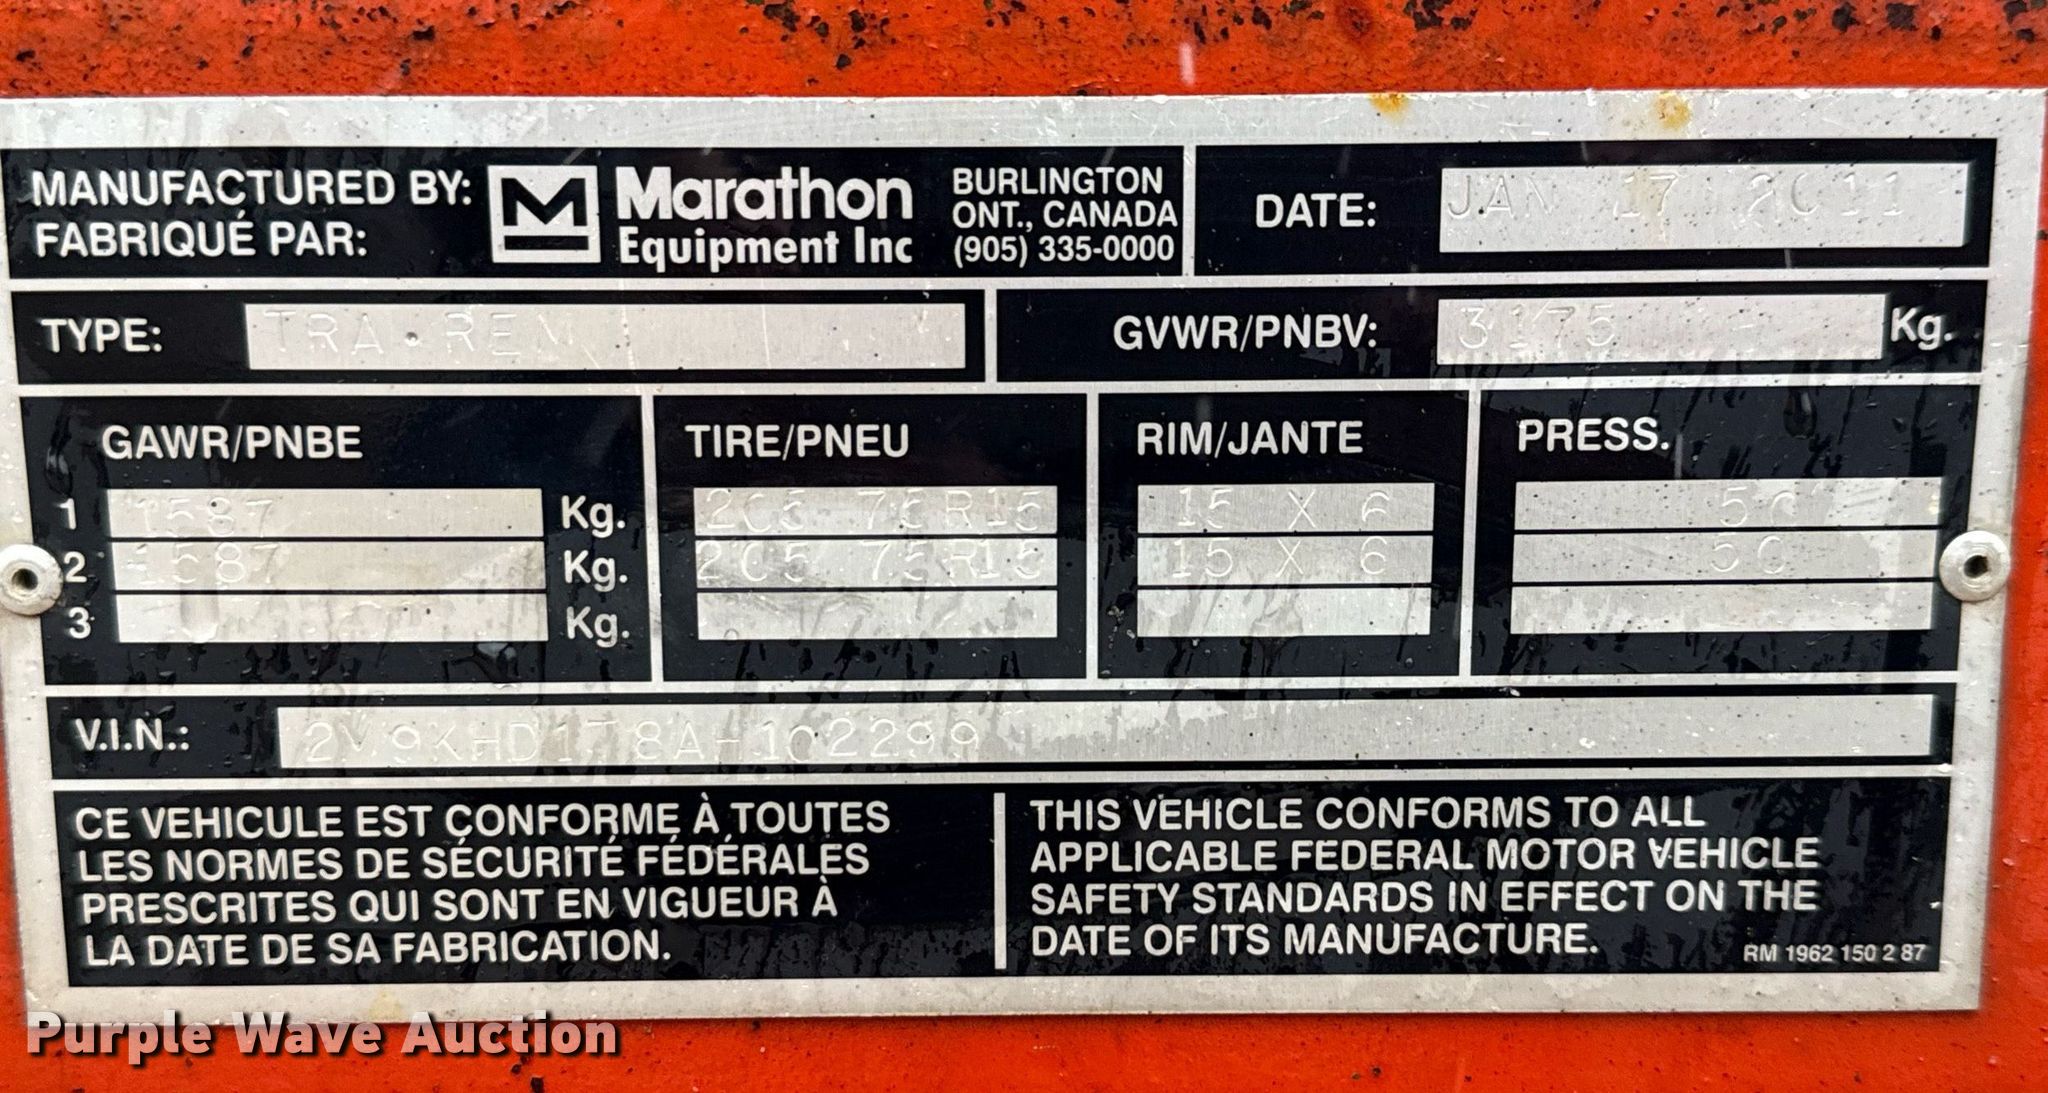 MANUFACTURED BY:
FABRIQUÉ PAR:
M
Marathon
Equipment Inc
BURLINGTON
ONT., CANADA
(905) 335-0000
DATE: JAN 17 2011
TYPE: TRA-REM
GVWR/PNBV: 3175 Kg.
GAWR/PNBE TIRE/PNEU RIM/JANTE PRESS.
1 1587 Kg. 205 75R15 15 X 6 50
2 1587 Kg. 205 75R15 15 X 6 50
3 Kg.
V.I.N.: 2M9KHD1T8A-102299
CE VEHICULE EST CONFORME À TOUTES
LES NORMES DE SÉCURITÉ FÉDÉRALES
PRESCRITES QUI SONT EN VIGUEUR À
LA DATE DE SA FABRICATION.
THIS VEHICLE CONFORMS TO ALL
APPLICABLE FEDERAL MOTOR VEHICLE
SAFETY STANDARDS IN EFFECT ON THE
DATE OF ITS MANUFACTURE.
RM 1962 150 2 87
Purple Wave Auction